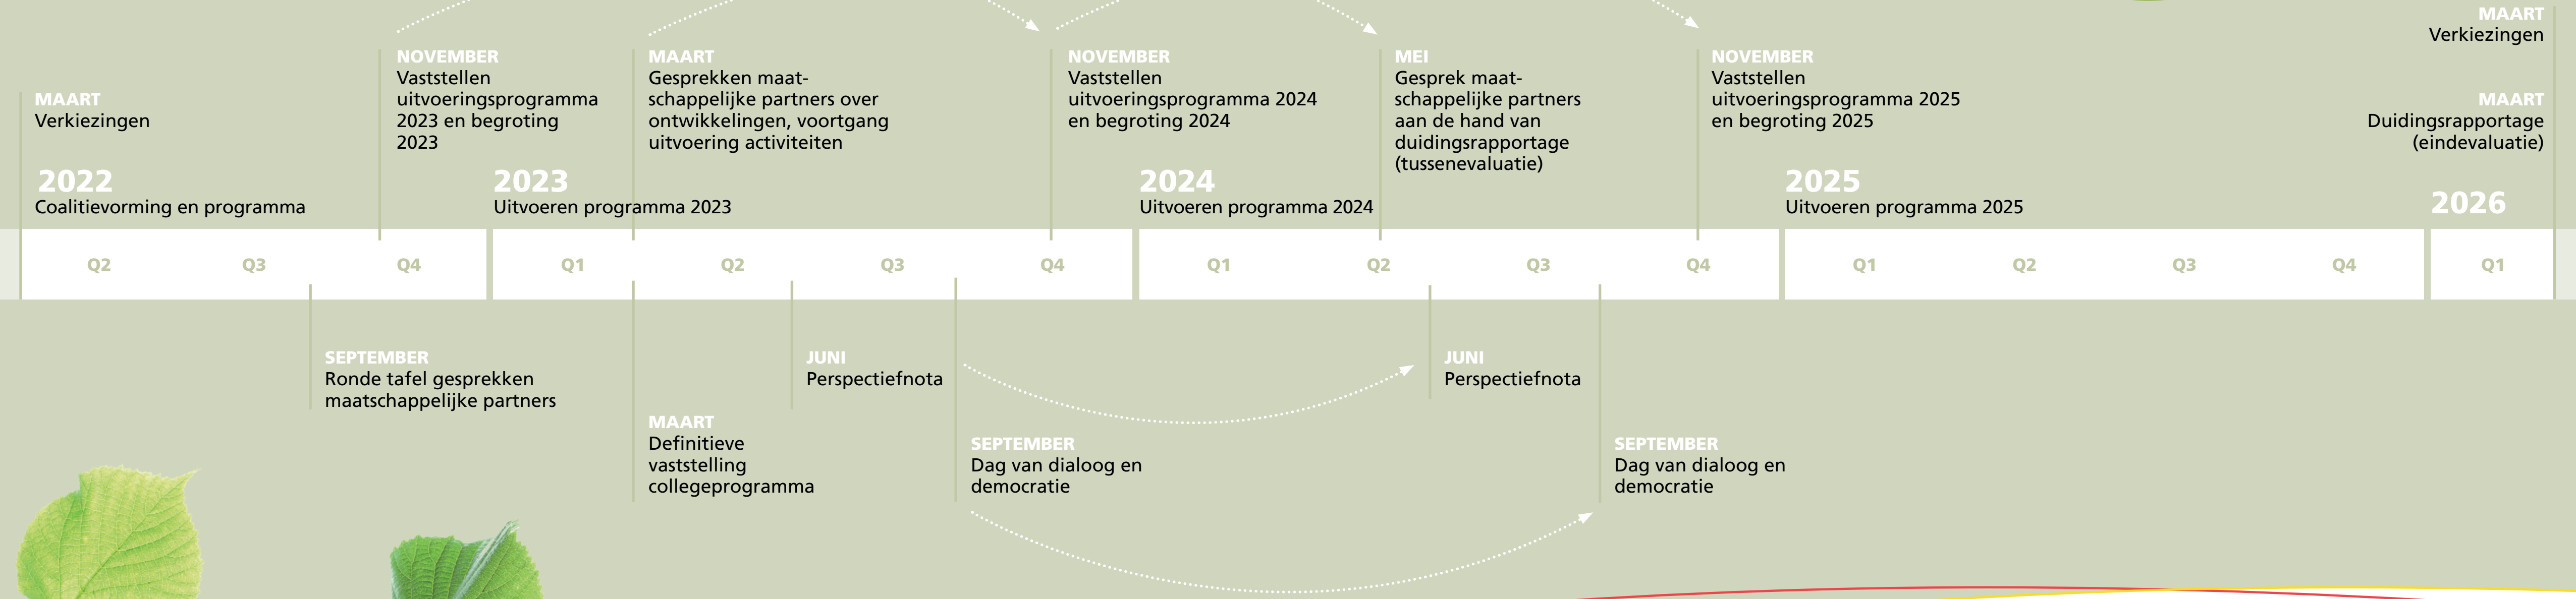 MAART
Verkiezingen
NOVEMBER
Vaststellen
uitvoeringsprogramma
2023 en begroting
2023
MAART
Gesprekken maat-
schappelijke partners over
ontwikkelingen, voortgang
uitvoering activiteiten
NOVEMBER
Vaststellen
uitvoeringsprogramma 2024
en begroting 2024
MEI
Gesprek maat-
schappelijke partners
aan de hand van
duidingsrapportage
(tussenevaluatie)
NOVEMBER
Vaststellen
uitvoeringsprogramma 2025
en begroting 2025
MAART
Verkiezingen
MAART
Duidingsrapportage
(eindevaluatie)
2022
Coalitievorming en programma
2023
Uitvoeren programma 2023
2024
Uitvoeren programma 2024
2025
Uitvoeren programma 2025
2026
Q2 Q3 Q4 Q1 Q2 Q3 Q4 Q1 Q2 Q3 Q4 Q1 Q2 Q3 Q4 Q1
SEPTEMBER
Ronde tafel gesprekken
maatschappelijke partners
MAART
Definitieve
vaststelling
collegeprogramma
JUNI
Perspectiefnota
SEPTEMBER
Dag van dialoog en
democratie
JUNI
Perspectiefnota
SEPTEMBER
Dag van dialoog en
democratie